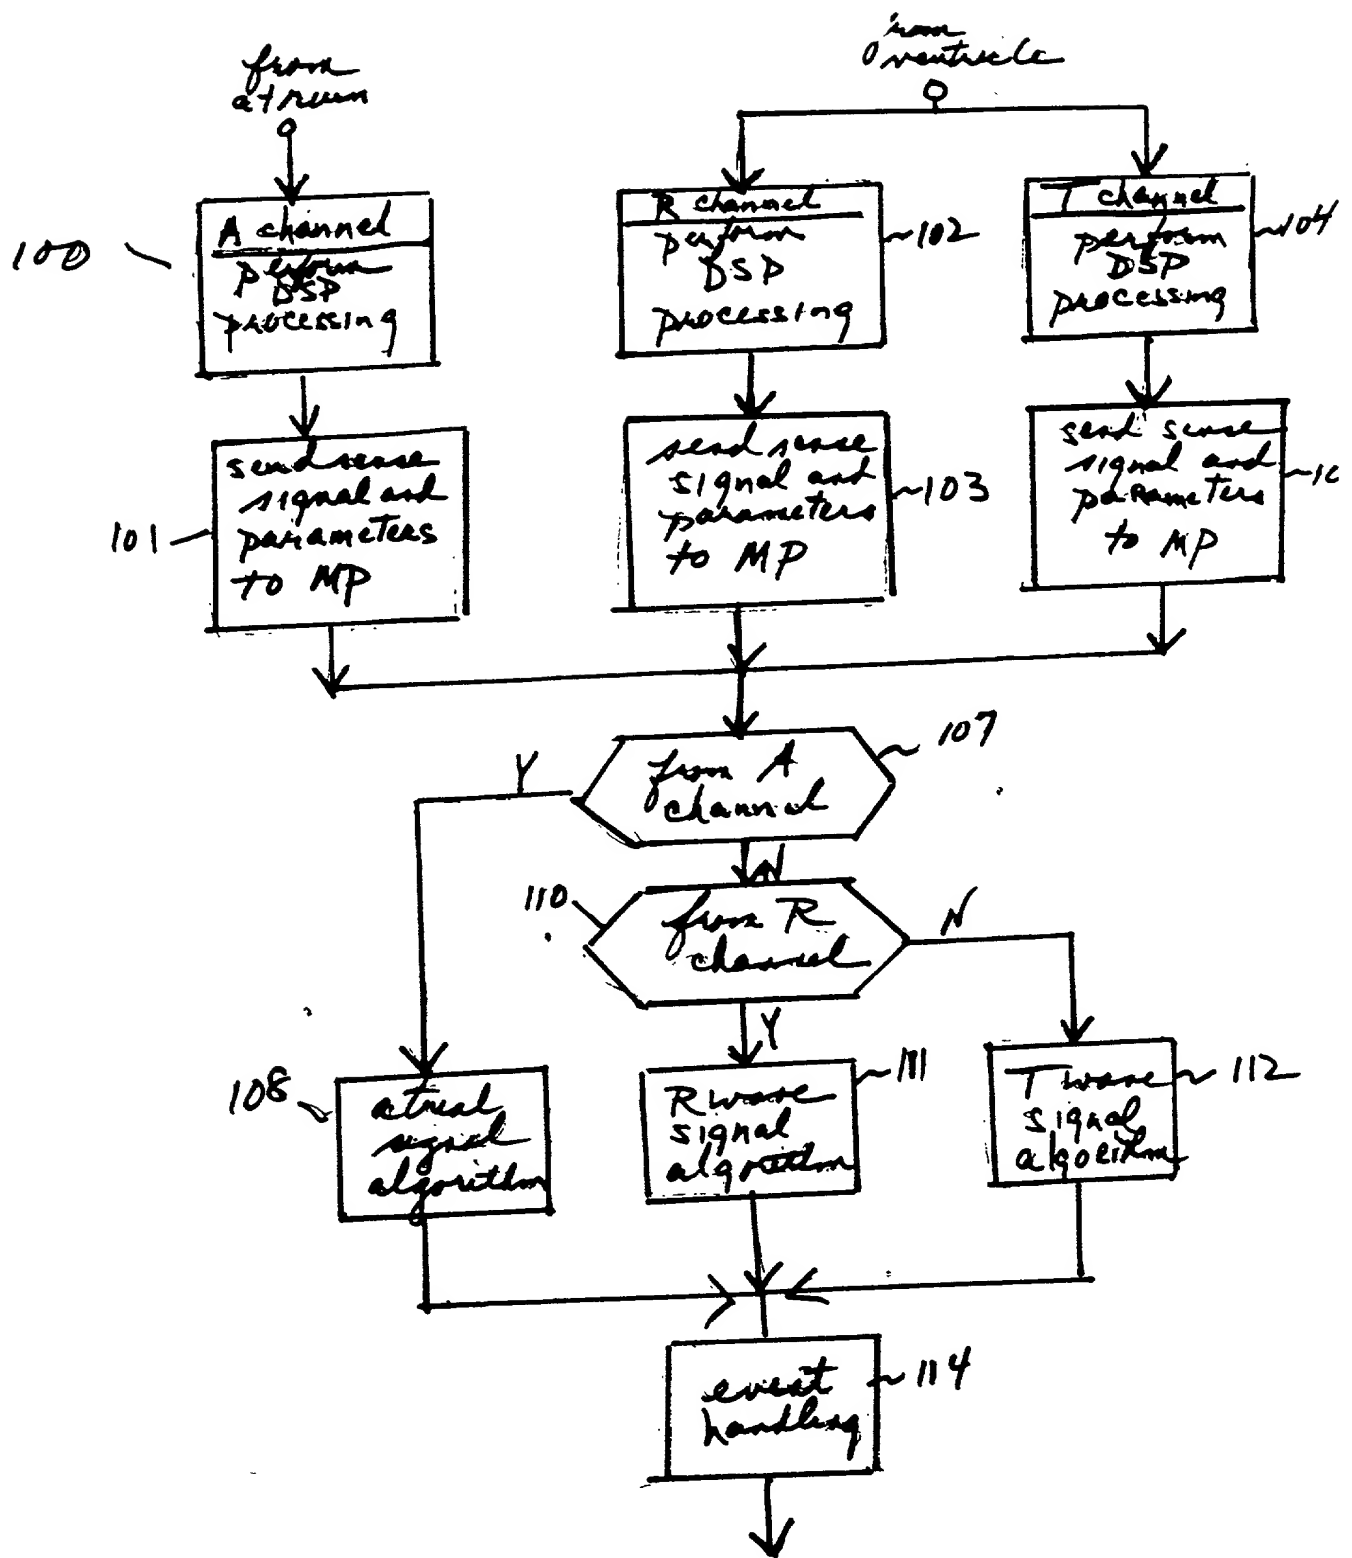 from
atrium
from
ventricle
100
A channel
perform
DSP
processing
R channel
perform
DSP
processing
102
T channel
perform
DSP
processing
104
101
send sense
signal and
parameters
to MP
send sense
signal and
parameters
to MP
103
send sense
signal and
parameters
to MP
10
107
Y
from A
channel
N
110
from R
channel
N
Y
108
atrial
signal
algorithm
R wave
signal
algorithm
111
T wave
signal
algorithm
112
event
handling
114